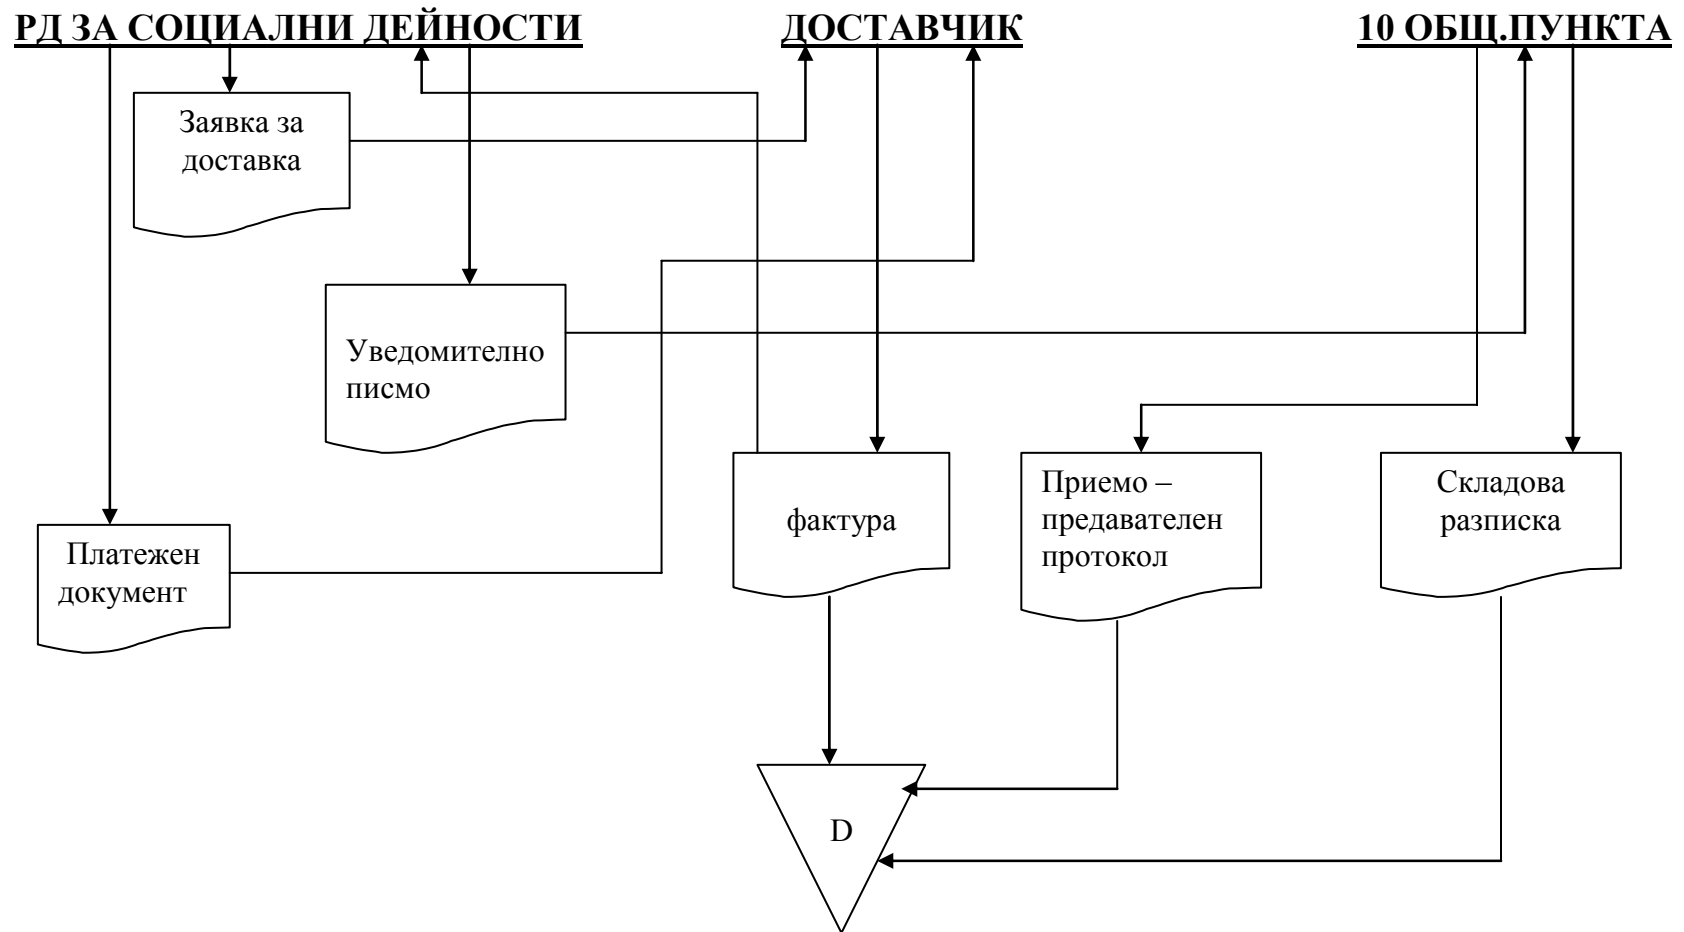 РД ЗА СОЦИАЛНИ ДЕЙНОСТИ
ДОСТАВЧИК
10 ОБЩ.ПУНКТА
Заявка за
доставка
Уведомително
писмо
Платежен
документ
фактура
Приемо –
предавателен
протокол
Складова
разписка
D